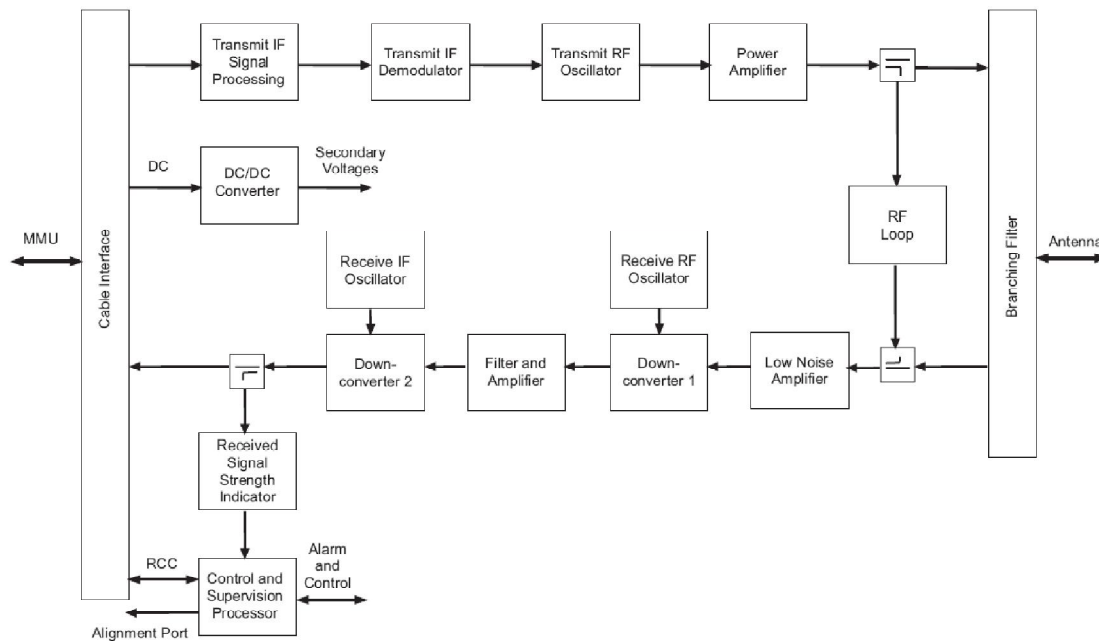 Transmit IF
Signal
Processing
Transmit IF
Demodulator
Transmit RF
Oscillator
Power
Amplifier
DC
DC/DC
Converter
Secondary
Voltages
RF
Loop
MMU
Cable Interface
Receive IF
Oscillator
Receive RF
Oscillator
Branching Filter
Antenna
Down-
converter 2
Filter and
Amplifier
Down-
converter 1
Low Noise
Amplifier
Received
Signal
Strength
Indicator
RCC
Control and
Supervision
Processor
Alarm
and
Control
Alignment Port